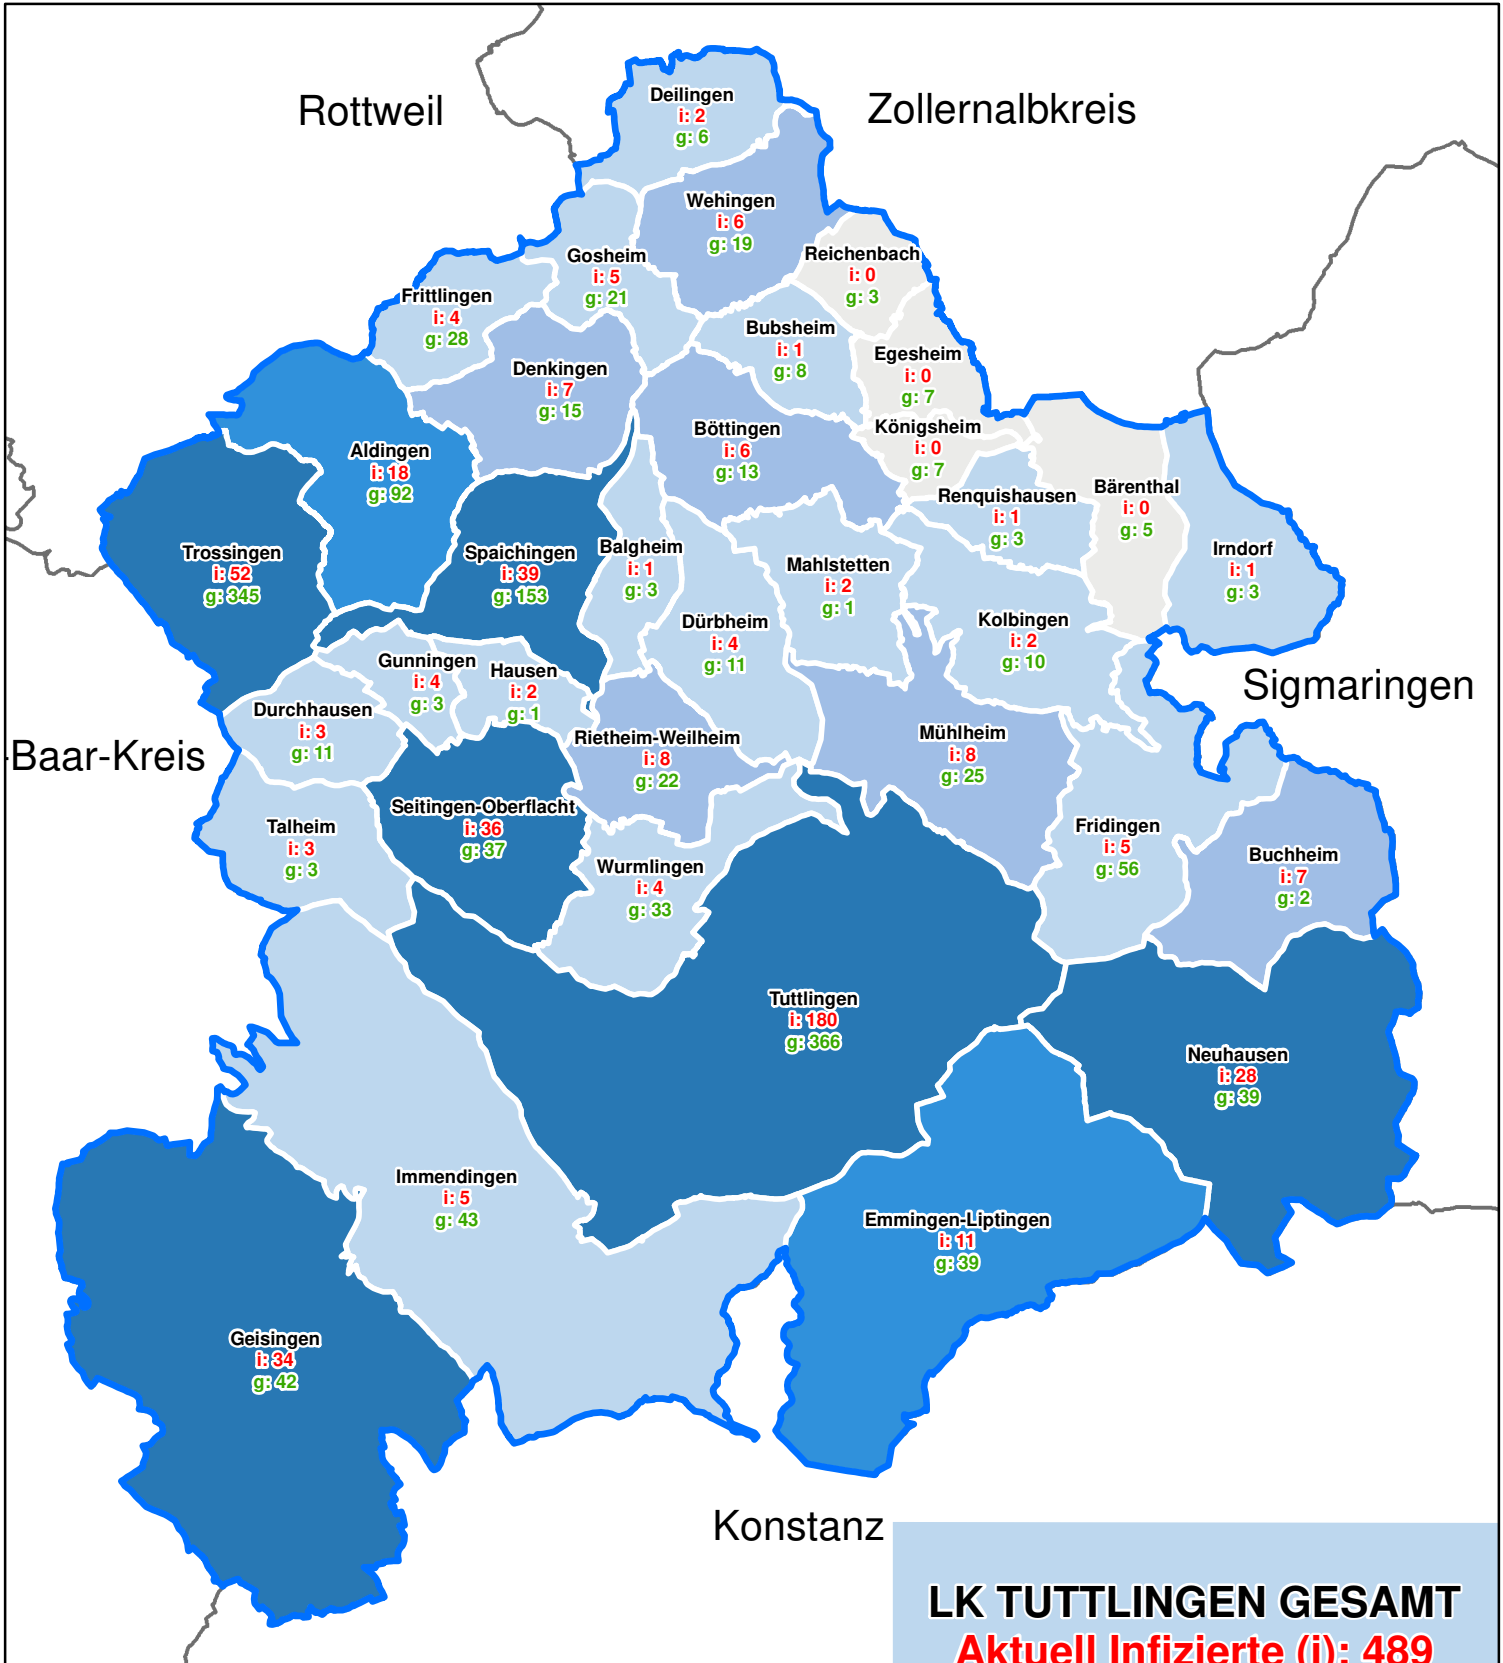 Rottweil
Zollernalbkreis
Deilingen
i: 2
g: 6
Wehingen
i: 6
g: 19
Gosheim
i: 5
g: 21
Reichenbach
i: 0
g: 3
Frittlingen
i: 4
g: 28
Bubsheim
i: 1
g: 8
Egesheim
i: 0
g: 7
Denkingen
i: 7
g: 15
Böttingen
i: 6
g: 13
Königsheim
i: 0
g: 7
Aldingen
i: 18
g: 92
Renquishausen
i: 1
g: 3
Bärenthal
i: 0
g: 5
Irndorf
i: 1
g: 3
Trossingen
i: 52
g: 345
Spaichingen
i: 39
g: 153
Balgheim
i: 1
g: 3
Mahlstetten
i: 2
g: 1
Dürbheim
i: 4
g: 11
Kolbingen
i: 2
g: 10
Gunningen
i: 4
g: 3
Hausen
i: 2
g: 1
Sigmaringen
Durchhausen
i: 3
g: 11
-Baar-Kreis
Rietheim-Weilheim
i: 8
g: 22
Mühlheim
i: 8
g: 25
Seitingen-Oberflacht
i: 36
g: 37
Talheim
i: 3
g: 3
Fridingen
i: 5
g: 56
Buchheim
i: 7
g: 2
Wurmlingen
i: 4
g: 33
Tuttlingen
i: 180
g: 366
Neuhausen
i: 28
g: 39
Immendingen
i: 5
g: 43
Emmingen-Liptingen
i: 11
g: 39
Geisingen
i: 34
g: 42
Konstanz
LK TUTTLINGEN GESAMT
Aktuell Infizierte (i): 489